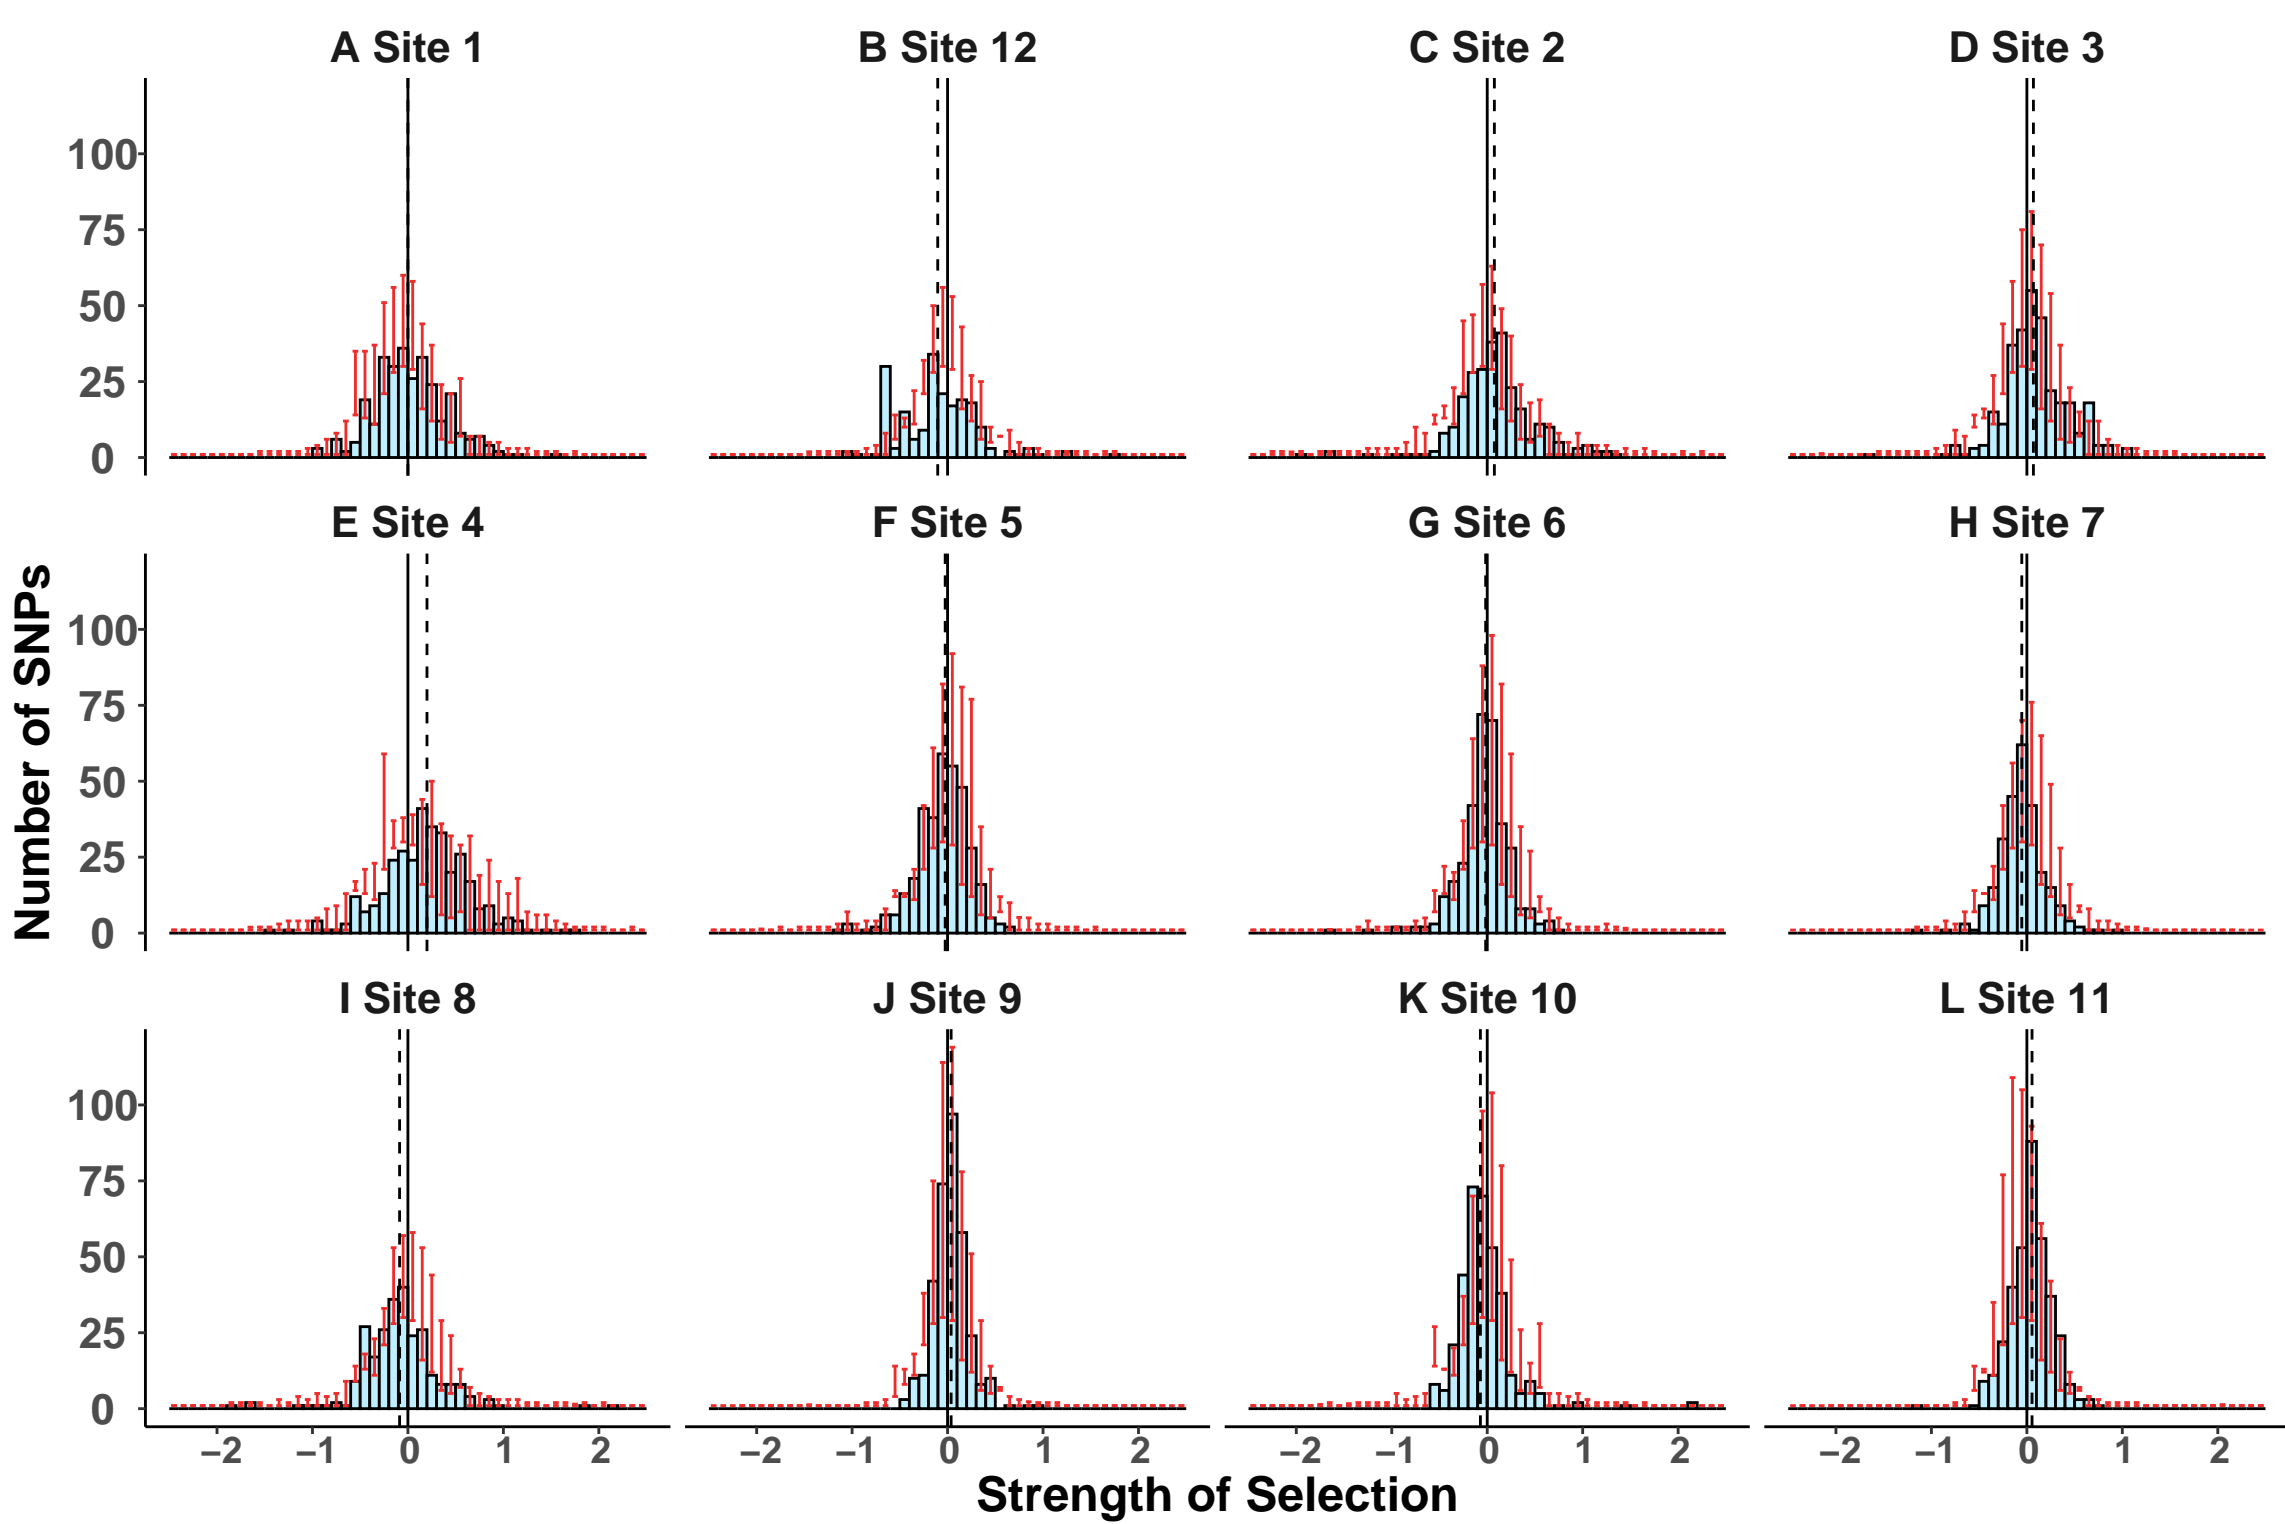 A Site 1
B Site 12
C Site 2
D Site 3
100
75
50
25
0
E Site 4
F Site 5
G Site 6
H Site 7
100
75
50
25
0
Number of SNPs
I Site 8
J Site 9
K Site 10
L Site 11
100
75
50
25
0
−2 −1 0 1 2
−2 −1 0 1 2
−2 −1 0 1 2
−2 −1 0 1 2
Strength of Selection